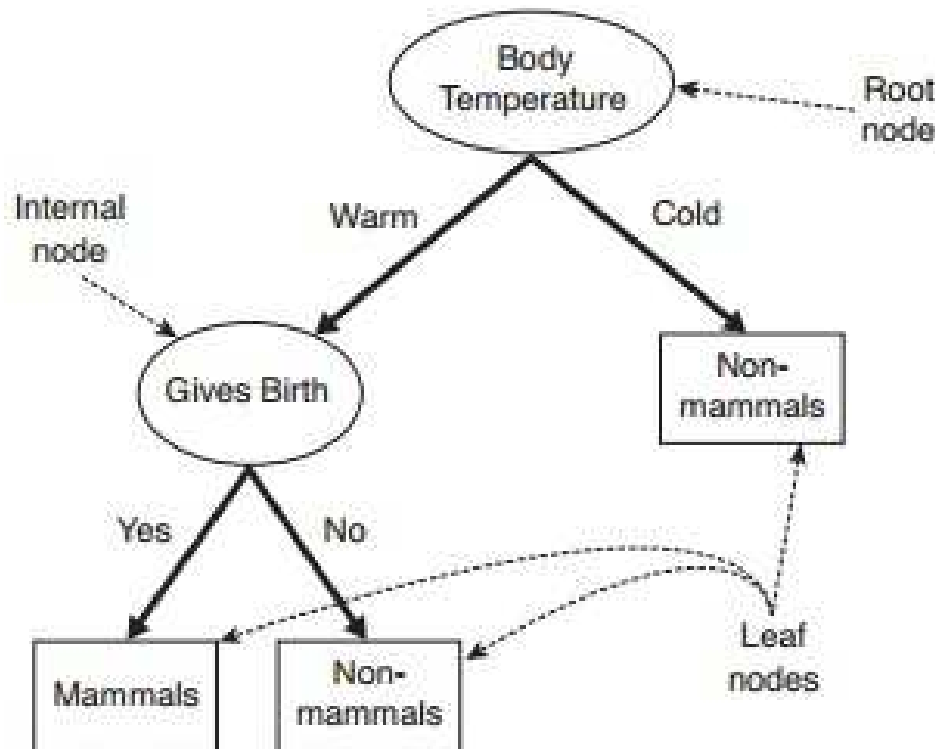 Body
Temperature
Root
node
Internal
node
Warm
Cold
Gives Birth
Non-
mammals
Yes
No
Mammals
Non-
mammals
Leaf
nodes